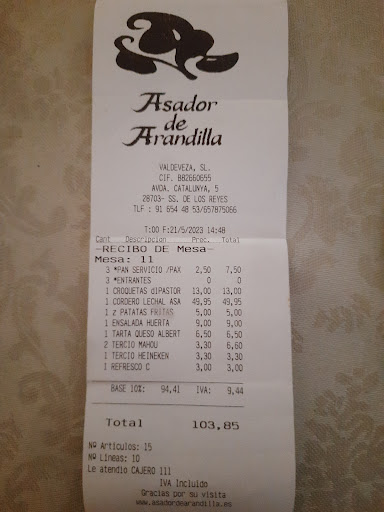 Asador
de
Arandilla
VALDEVEZA, SL.
CIF. B82660655
AVDA. CATALUNYA, 5
28703- SS. DE LOS REYES
TLF : 91 654 48 53/657875066
T:00 F:21/5/2023 14:48
Cant Descripcion Prec. Total
-RECIBO DE Mesa-
Mesa: 11
3 *PAN SERVICIO /PAX 2,50 7,50
3 *ENTRANTES 0 0
1 CROQUETAS d1PASTOR 13,00 13,00
1 CORDERO LECHAL ASA 49,95 49,95
1 z PATATAS FRITAS 5,00 5,00
1 ENSALADA HUERTA 9,00 9,00
1 TARTA QUESO ALBERT 6,50 6,50
2 TERCIO MAHOU 3,30 6,60
1 TERCIO HEINEKEN 3,30 3,30
1 REFRESCO C 3,00 3,00
BASE 10%: 94,41 IVA: 9,44
Total 103,85
Nº Articulos: 15
Nº Lineas: 10
Le atendio CAJERO 111
IVA Incluido
Gracias por su visita
www.asadordearandilla.es